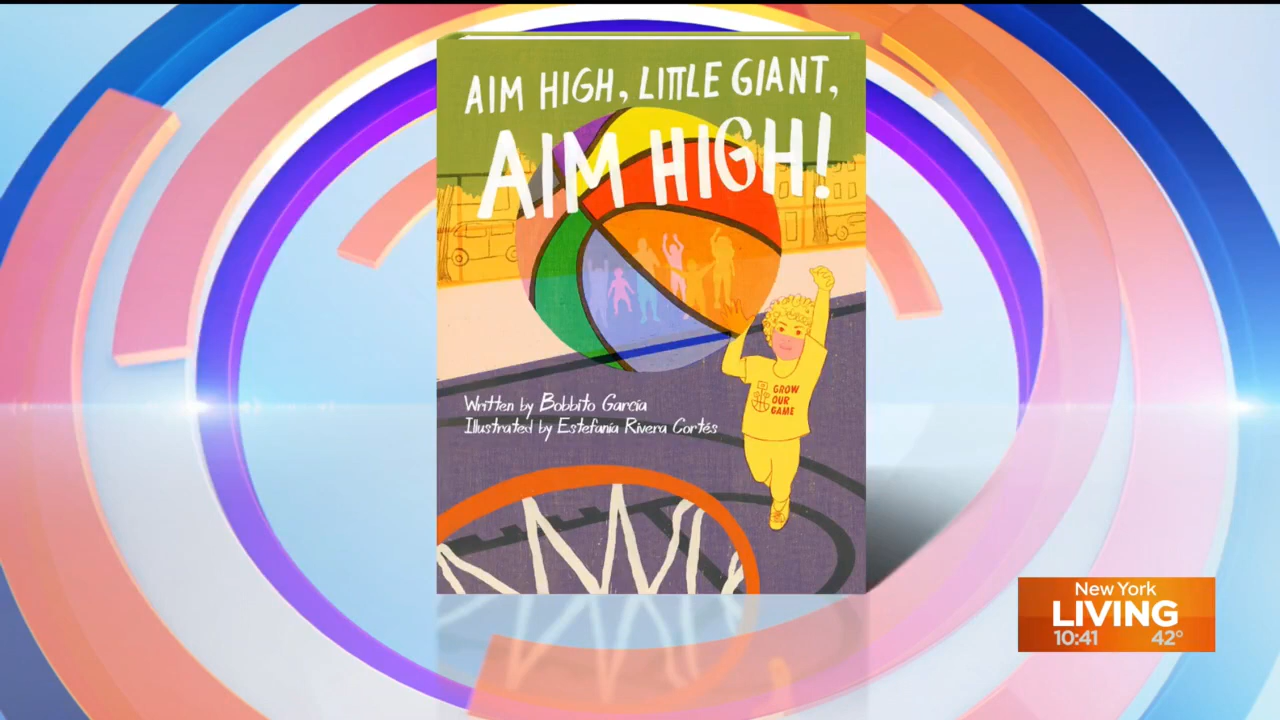 AIM HIGH, LITTLE GIANT,
AIM HIGH!
GROW
OUR
GAME
Written by Bobbito García
Illustrated by Estefanía Rivera Cortés
New York
LIVING
10:41 42°